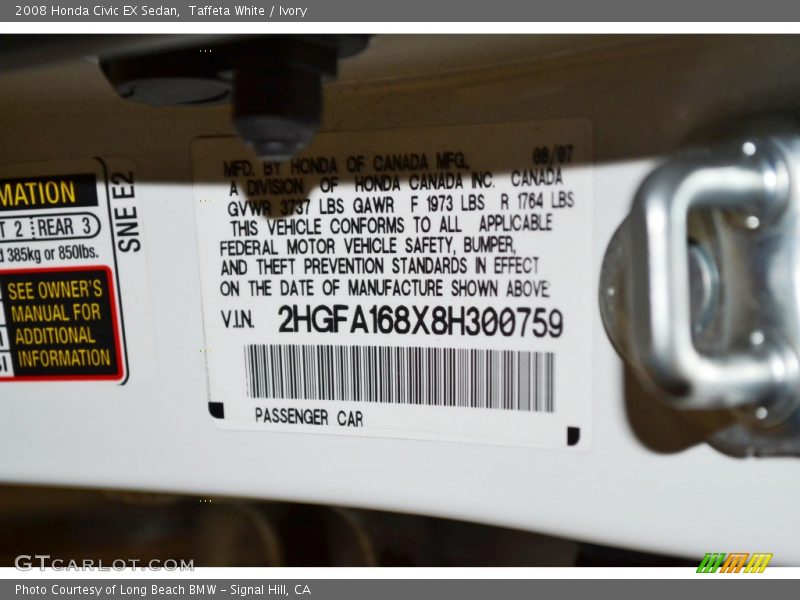 2008 Honda Civic EX Sedan, Taffeta White / Ivory
MATION
T 2 REAR 3
385kg or 850lbs.
SEE OWNER'S
MANUAL FOR
ADDITIONAL
INFORMATION
SNE E2
MFD. BY HONDA OF CANADA MFG. 08/07
A DIVISION OF HONDA CANADA INC. CANADA
GVWR 3737 LBS GAWR F 1973 LBS R 1764 LBS
THIS VEHICLE CONFORMS TO ALL APPLICABLE
FEDERAL MOTOR VEHICLE SAFETY, BUMPER,
AND THEFT PREVENTION STANDARDS IN EFFECT
ON THE DATE OF MANUFACTURE SHOWN ABOVE
V.I.N. 2HGFA168X8H300759
PASSENGER CAR
GTCARLOT.COM
Photo Courtesy of Long Beach BMW - Signal Hill, CA